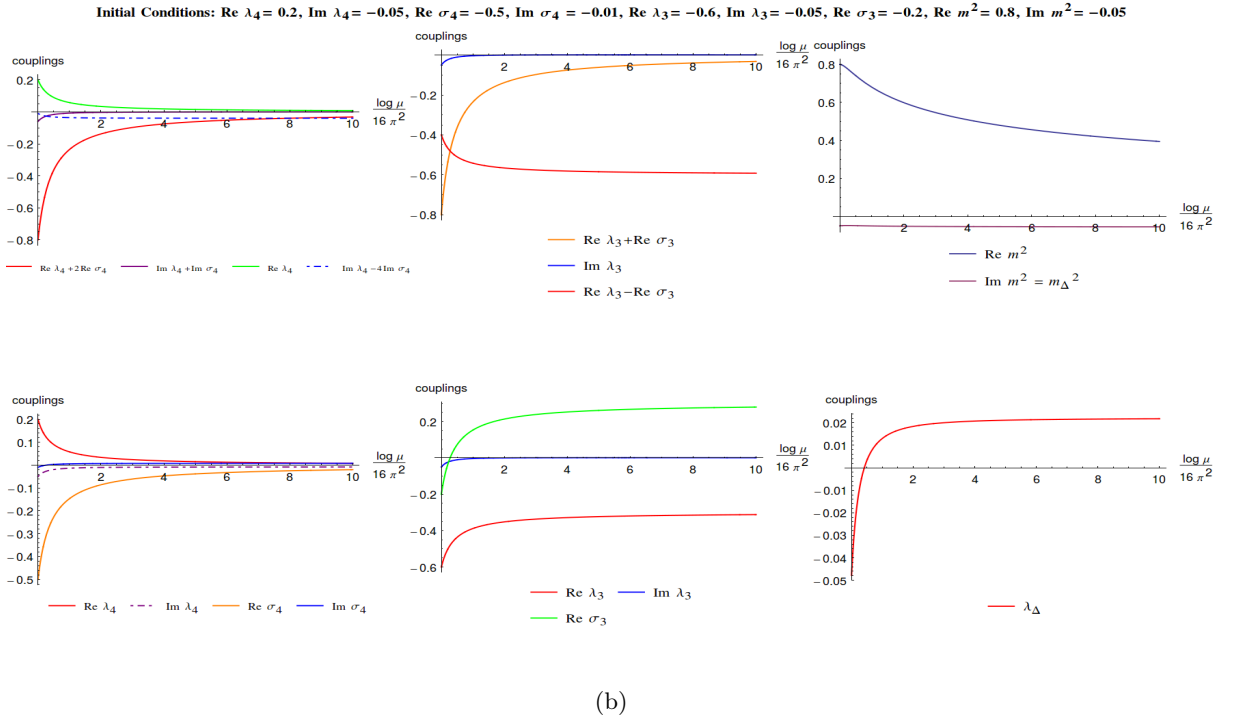 Initial Conditions: Re λ₄ = 0.2, Im λ₄ = −0.05, Re σ₄ = −0.5, Im σ₄ = −0.01, Re λ₃ = −0.6, Im λ₃ = −0.05, Re σ₃ = −0.2, Re m² = 0.8, Im m² = −0.05
couplings
0.2
−0.2
−0.4
−0.6
−0.8
2 4 6 8 10
log μ
16 π²
Re λ₄+2Re σ₄ Im λ₄+Im σ₄ Re λ₄ Im λ₄−4Im σ₄
−0.2
−0.4
−0.6
−0.8
2 4 6 8 10
log μ
16 π²
Re λ₃+Re σ₃
Im λ₃
Re λ₃−Re σ₃
couplings
0.8
0.6
0.4
0.2
2 4 6 8 10
log μ
16 π²
Re m²
Im m² = m_Δ²
couplings
0.2
0.1
−0.1
−0.2
−0.3
−0.4
−0.5
2 4 6 8 10
log μ
16 π²
Re λ₄ Im λ₄ Re σ₄ Im σ₄
couplings
0.2
−0.2
−0.4
−0.6
2 4 6 8 10
log μ
16 π²
Re λ₃ Im λ₃
Re σ₃
couplings
0.02
0.01
−0.01
−0.02
−0.03
−0.04
−0.05
2 4 6 8 10
log μ
16 π²
λ_Δ
(b)